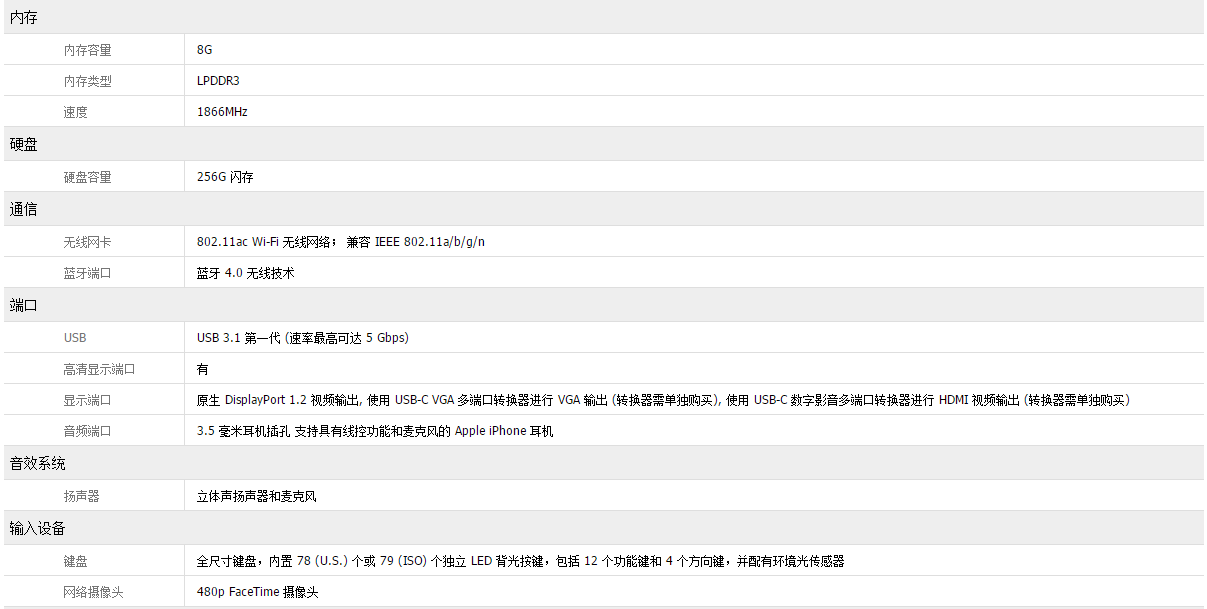 内存
内存容量 8G
内存类型 LPDDR3
速度 1866MHz
硬盘
硬盘容量 256G 闪存
通信
无线网卡 802.11ac Wi-Fi 无线网络； 兼容 IEEE 802.11a/b/g/n
蓝牙端口 蓝牙 4.0 无线技术
端口
USB USB 3.1 第一代 (速率最高可达 5 Gbps)
高清显示端口 有
显示端口 原生 DisplayPort 1.2 视频输出, 使用 USB-C VGA 多端口转换器进行 VGA 输出 (转换器需单独购买), 使用 USB-C 数字影音多端口转换器进行 HDMI 视频输出 (转换器需单独购买)
音频端口 3.5 毫米耳机插孔 支持具有线控功能和麦克风的 Apple iPhone 耳机
音效系统
扬声器 立体声扬声器和麦克风
输入设备
键盘 全尺寸键盘，内置 78 (U.S.) 个或 79 (ISO) 个独立 LED 背光按键，包括 12 个功能键和 4 个方向键，并配有环境光传感器
网络摄像头 480p FaceTime 摄像头